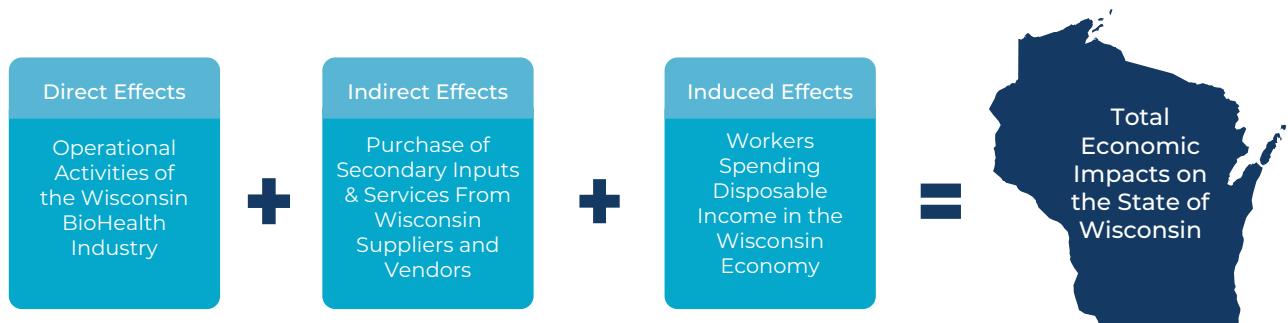 Direct Effects
Operational
Activities of
the Wisconsin
BioHealth
Industry
+
Indirect Effects
Purchase of
Secondary Inputs
& Services From
Wisconsin
Suppliers and
Vendors
+
Induced Effects
Workers
Spending
Disposable
Income in the
Wisconsin
Economy
=
Total
Economic
Impacts on
the State of
Wisconsin